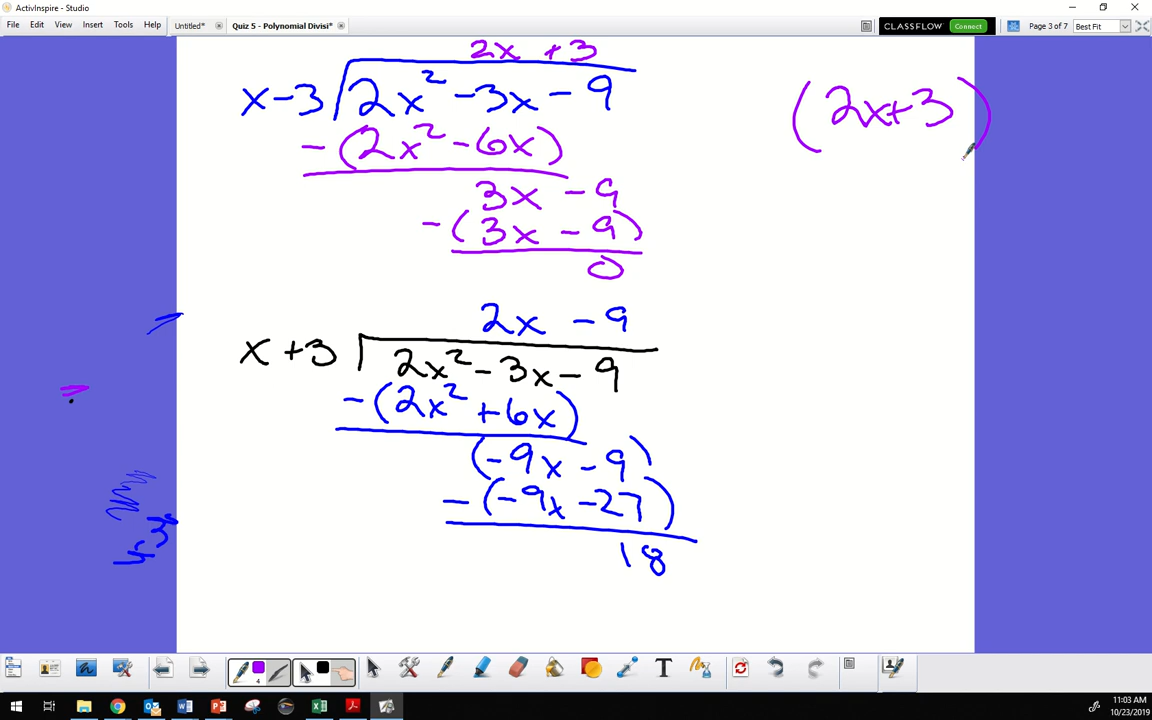 ActivInspire - Studio
File Edit View Insert Tools Help Untitled* Quiz 5 - Polynomial Divisi* CLASSFLOW Connect Page 3 of 7 Best Fit
2x + 3
x - 3 2x² - 3x - 9
(2x+3)
- (2x² - 6x)
3x - 9
- (3x - 9)
0
2x - 9
x + 3 2x² - 3x - 9
- (2x² + 6x)
(-9x - 9)
- (-9x - 27)
18
4
T
11:03 AM
10/23/2019